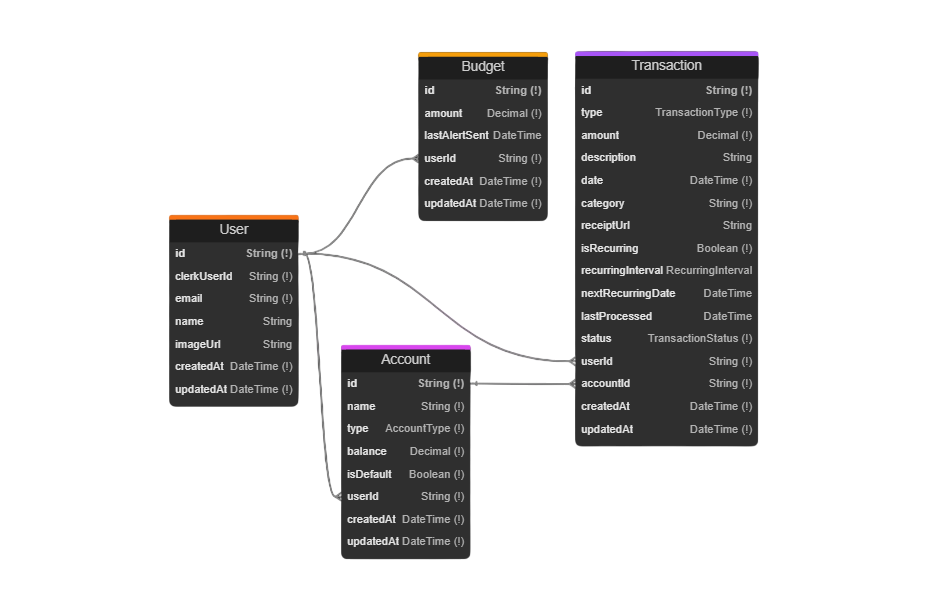 Budget
id String (!)
amount Decimal (!)
lastAlertSent DateTime
userId String (!)
createdAt DateTime (!)
updatedAt DateTime (!)
Transaction
id String (!)
type TransactionType (!)
amount Decimal (!)
description String
date DateTime (!)
category String (!)
receiptUrl String
isRecurring Boolean (!)
recurringInterval RecurringInterval
nextRecurringDate DateTime
lastProcessed DateTime
status TransactionStatus (!)
userId String (!)
accountId String (!)
createdAt DateTime (!)
updatedAt DateTime (!)
User
id String (!)
clerkUserId String (!)
email String (!)
name String
imageUrl String
createdAt DateTime (!)
updatedAt DateTime (!)
Account
id String (!)
name String (!)
type AccountType (!)
balance Decimal (!)
isDefault Boolean (!)
userId String (!)
createdAt DateTime (!)
updatedAt DateTime (!)